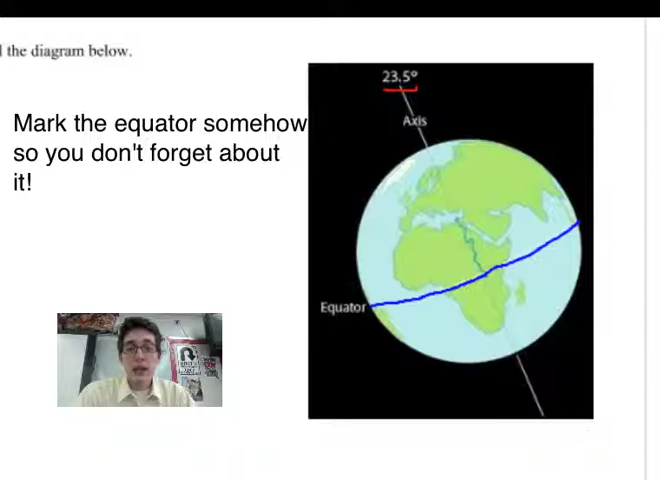 the diagram below.
23.5°
Axis
Mark the equator somehow
so you don't forget about
it!
Equator